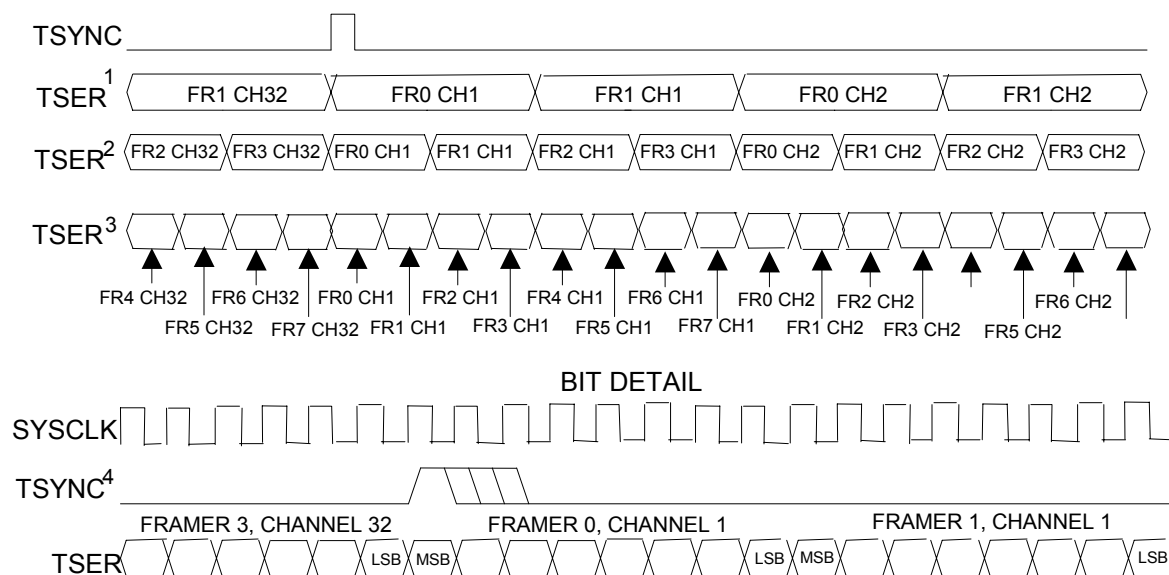 TSYNC
TSER1 FR1 CH32 FR0 CH1 FR1 CH1 FR0 CH2 FR1 CH2
TSER2 FR2 CH32 FR3 CH32 FR0 CH1 FR1 CH1 FR2 CH1 FR3 CH1 FR0 CH2 FR1 CH2 FR2 CH2 FR3 CH2
TSER3
FR4 CH32 FR6 CH32 FR0 CH1 FR2 CH1 FR4 CH1 FR6 CH1 FR0 CH2 FR2 CH2 FR6 CH2
FR5 CH32 FR7 CH32 FR1 CH1 FR3 CH1 FR5 CH1 FR7 CH1 FR1 CH2 FR3 CH2 FR5 CH2
BIT DETAIL
SYSCLK
TSYNC4
FRAMER 3, CHANNEL 32 FRAMER 0, CHANNEL 1 FRAMER 1, CHANNEL 1
TSER LSB MSB LSB MSB LSB